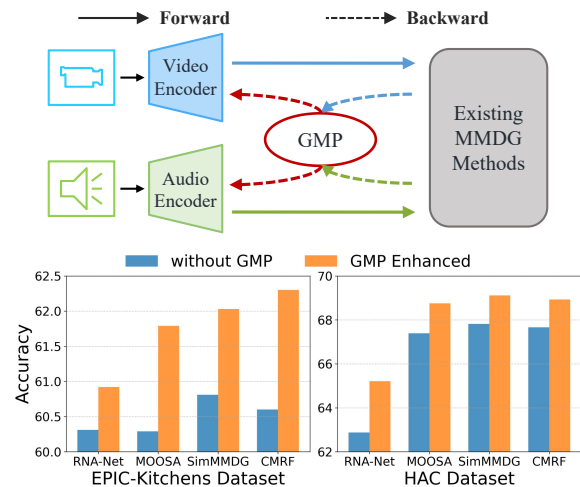 Forward
Backward
Video
Encoder
GMP
Existing
MMDG
Methods
Audio
Encoder
without GMP
GMP Enhanced
Accuracy
62.5
62.0
61.5
61.0
60.5
60.0
RNA-Net MOOSA SimMMDG CMRF
EPIC-Kitchens Dataset
70
68
66
64
62
RNA-Net MOOSA SimMMDG CMRF
HAC Dataset